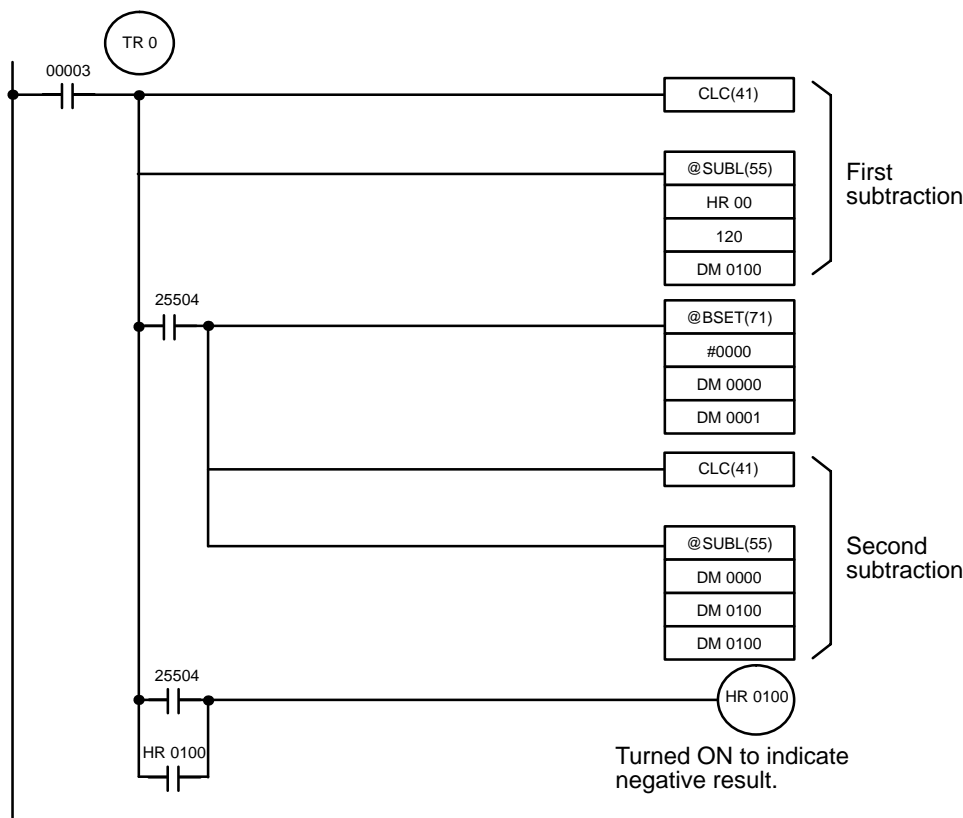 TR 0
00003
CLC(41)
@SUBL(55)
HR 00
120
DM 0100
First
subtraction
25504
@BSET(71)
#0000
DM 0000
DM 0001
CLC(41)
@SUBL(55)
DM 0000
DM 0100
DM 0100
Second
subtraction
25504
HR 0100
HR 0100
Turned ON to indicate
negative result.